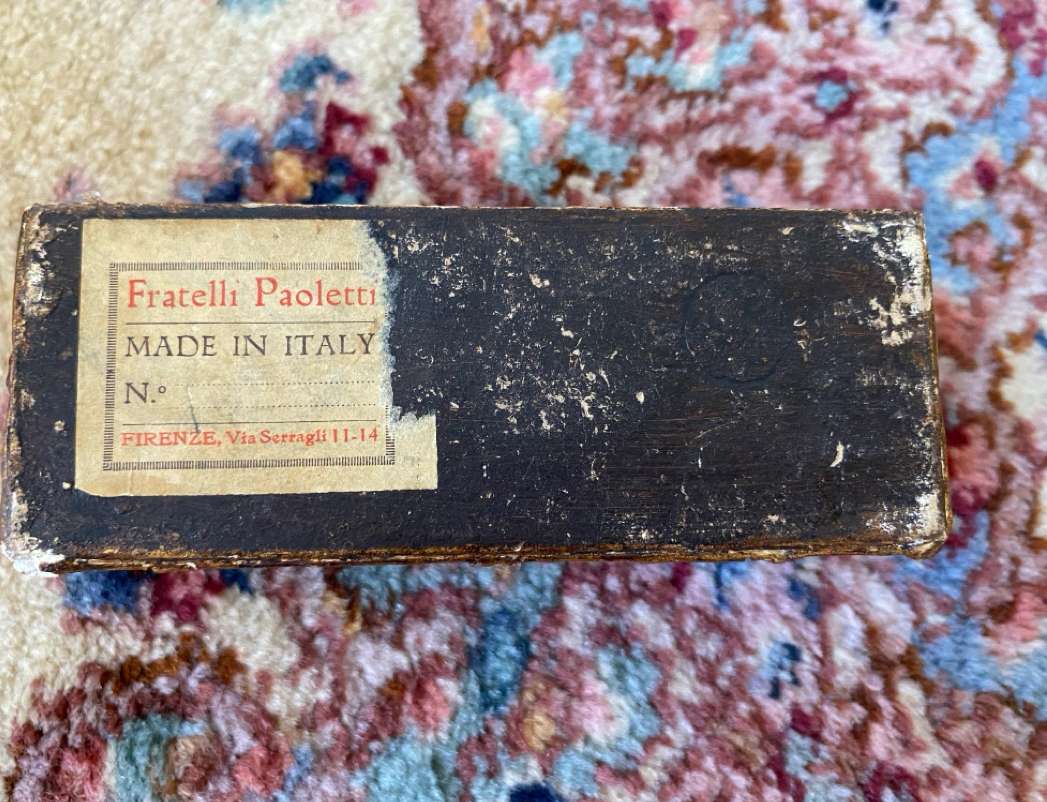 Fratelli Paoletti
MADE IN ITALY
N.°
FIRENZE, Via Serragli 11-14